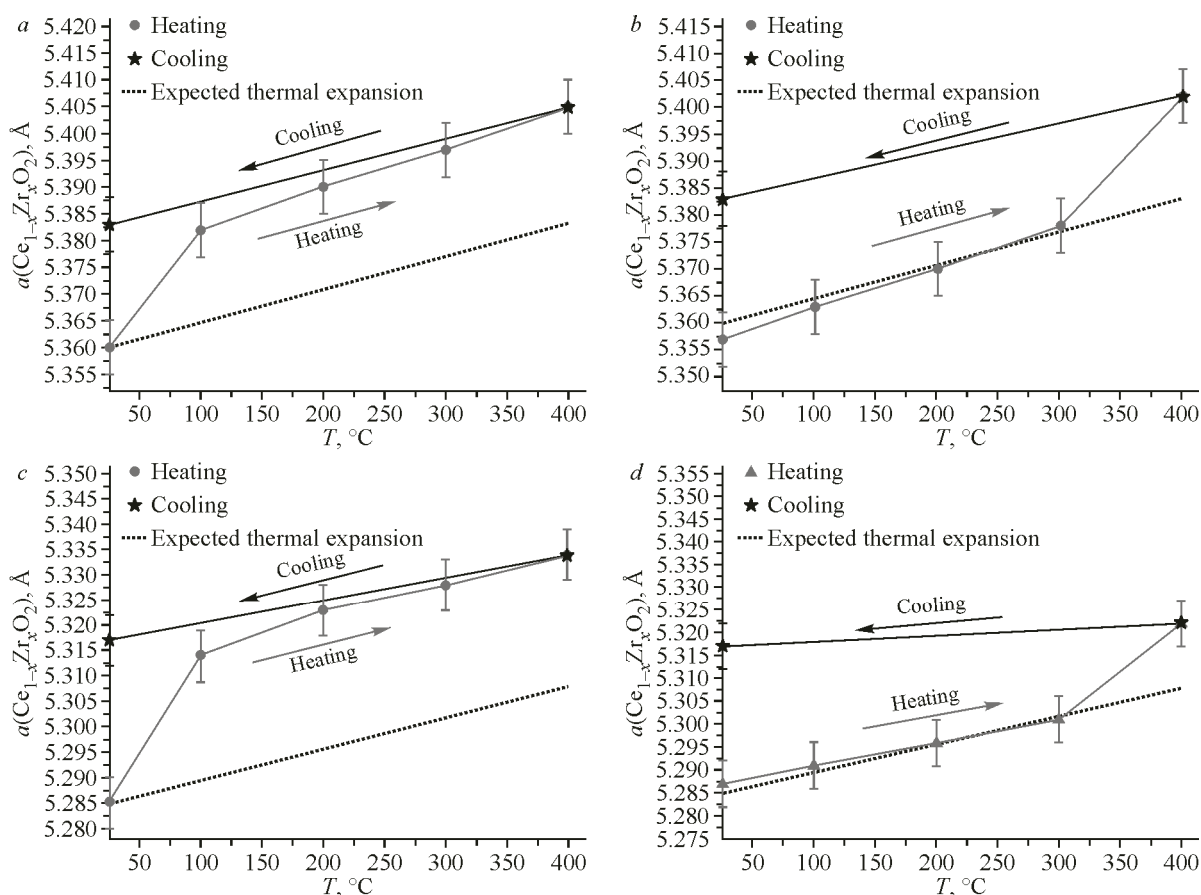 a
5.420
5.415
5.410
5.405
5.400
5.395
5.390
5.385
5.380
5.370
5.365
5.360
5.355
Heating
Cooling
Expected thermal expansion
Cooling
Heating
a(Ce1–xZrxO2), Å
50 100 150 200 250 300 350 400
T, °C
b
5.415
5.410
5.405
5.400
5.395
5.390
5.388
5.380
5.375
5.370
5.365
5.360
5.355
5.350
Heating
Cooling
Expected thermal expansion
Cooling
Heating
a(Ce1–xZrxO2), Å
50 100 150 200 250 300 350 400
T, °C
c
5.350
5.345
5.340
5.335
5.330
5.325
5.320
5.315
5.310
5.305
5.300
5.295
5.290
5.285
5.280
Heating
Cooling
Expected thermal expansion
Cooling
Heating
a(Ce1–xZrxO2), Å
50 100 150 200 250 300 350 400
T, °C
d
5.355
5.350
5.345
5.340
5.335
5.330
5.325
5.320
5.315
5.310
5.305
5.300
5.295
5.290
5.285
5.280
5.275
Heating
Cooling
Expected thermal expansion
Cooling
Heating
a(Ce1–xZrxO2), Å
50 100 150 200 250 300 350 400
T, °C